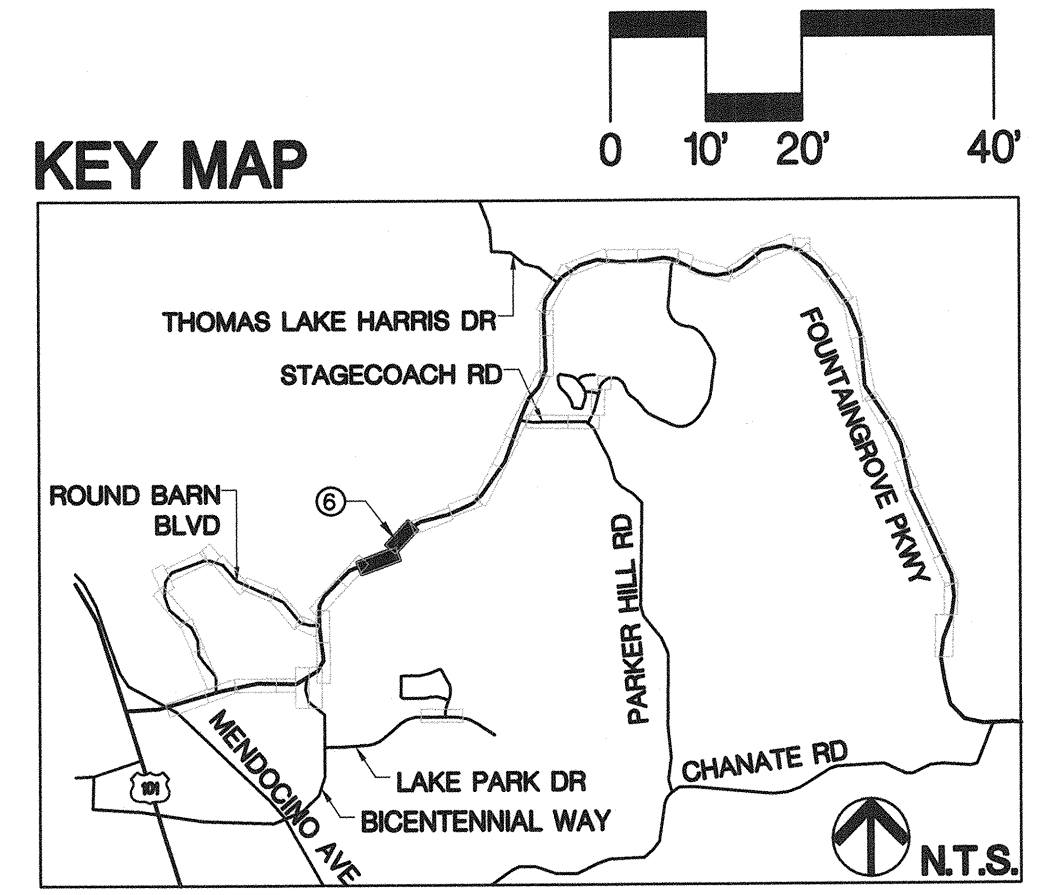 0 10' 20' 40'
KEY MAP
THOMAS LAKE HARRIS DR
STAGECOACH RD
FOUNTAINGROVE PKWY
ROUND BARN
BLVD
6
PARKER HILL RD
MENDOCINO AVE
101
LAKE PARK DR
CHANATE RD
BICENTENNIAL WAY
N.T.S.